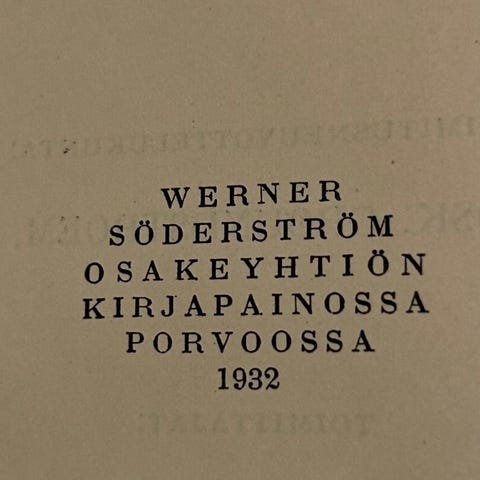 WERNER
SÖDERSTRÖM
OSAKEYHTIÖN
KIRJAPAINOSSA
PORVOOSSA
1932